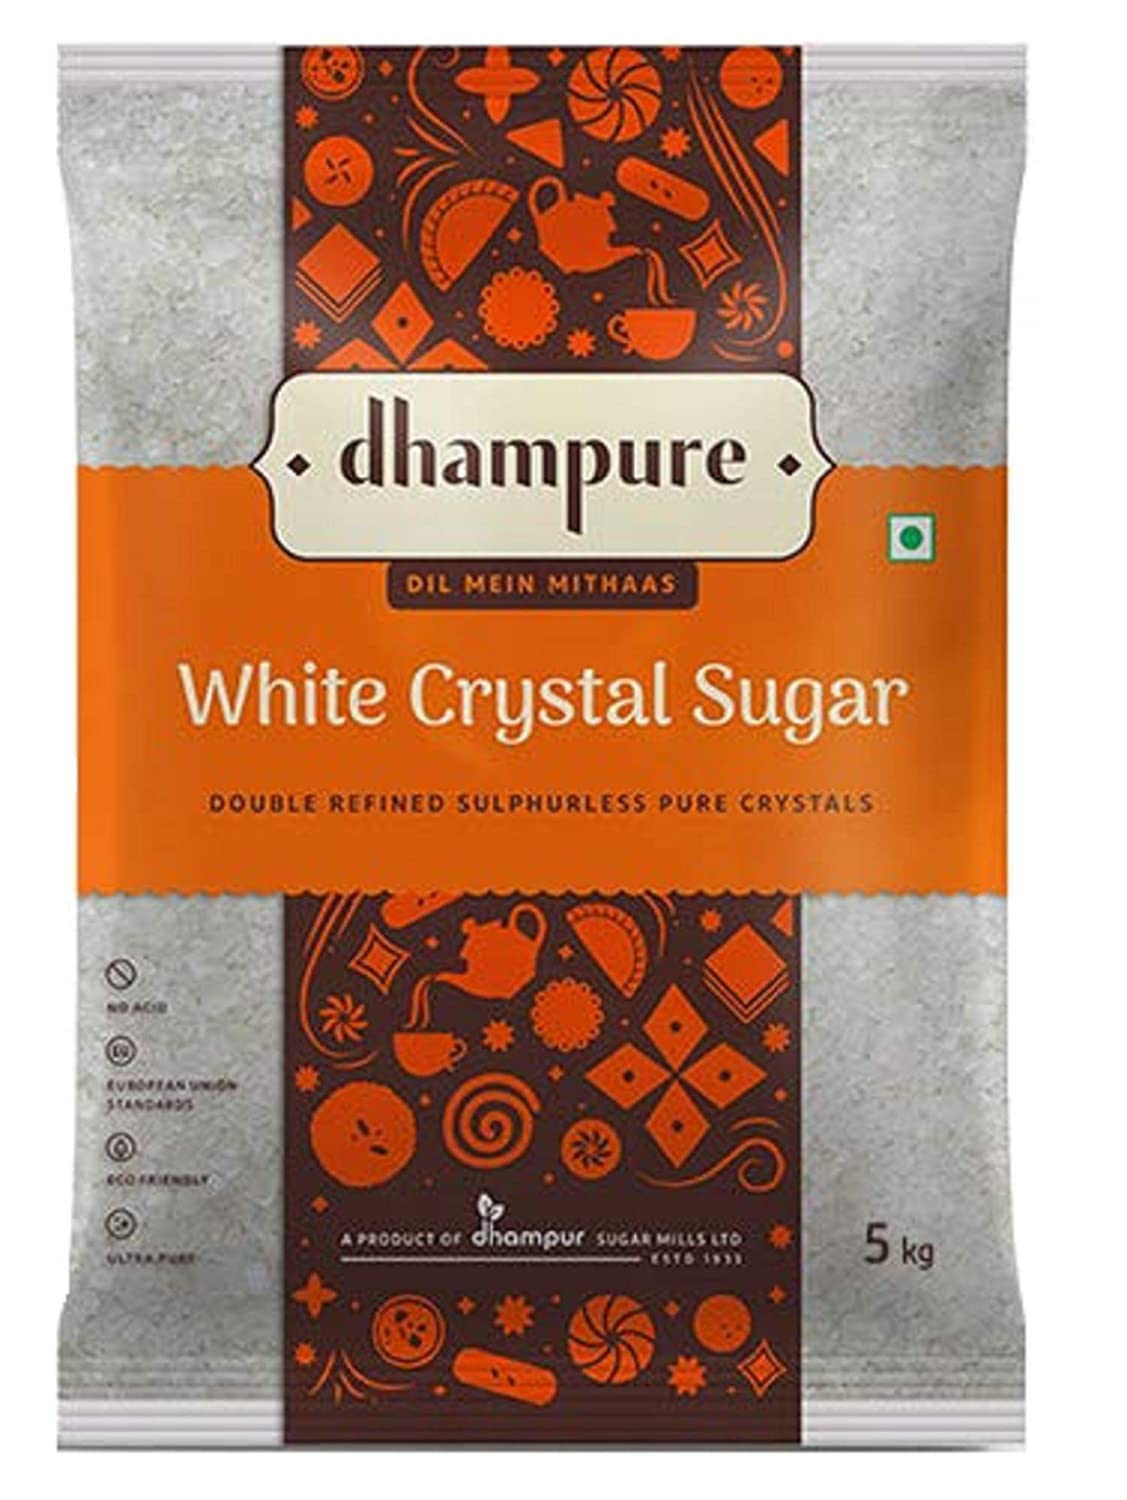 dhampure
DIL MEIN MITHAAS
White Crystal Sugar
DOUBLE REFINED SULPHURLESS PURE CRYSTALS
NO ACID
EU
EUROPEAN UNION
STANDARDS
ECO FRIENDLY
ULTRA PURE
A PRODUCT OF dhampur SUGAR MILLS LTD
ESTD 1933
5 kg